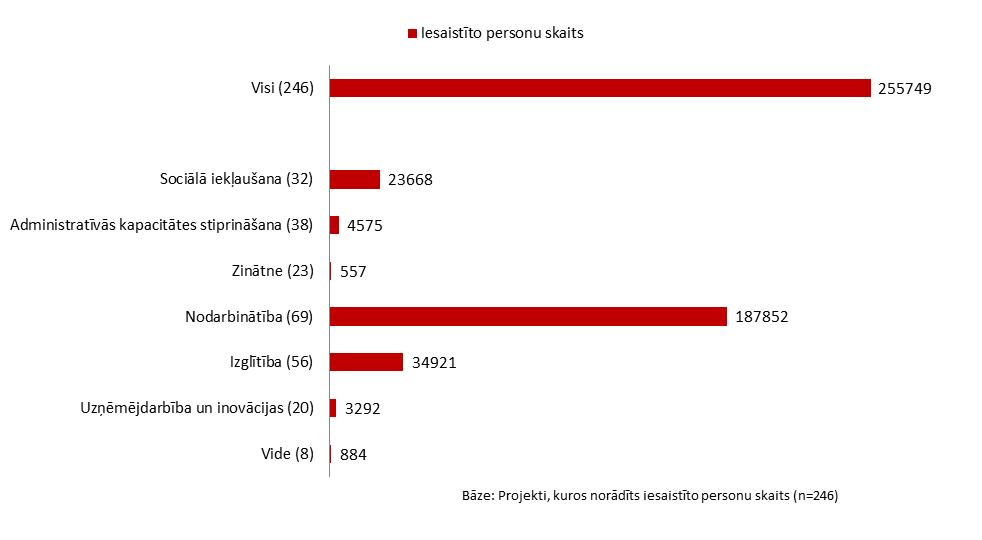 Iesaistīto personu skaits
Visi (246) 255749
Sociālā iekļaušana (32) 23668
Administratīvās kapacitātes stiprināšana (38) 4575
Zinātne (23) 557
Nodarbinātība (69) 187852
Izglītība (56) 34921
Uzņēmējdarbība un inovācijas (20) 3292
Vide (8) 884
Bāze: Projekti, kuros norādīts iesaistīto personu skaits (n=246)